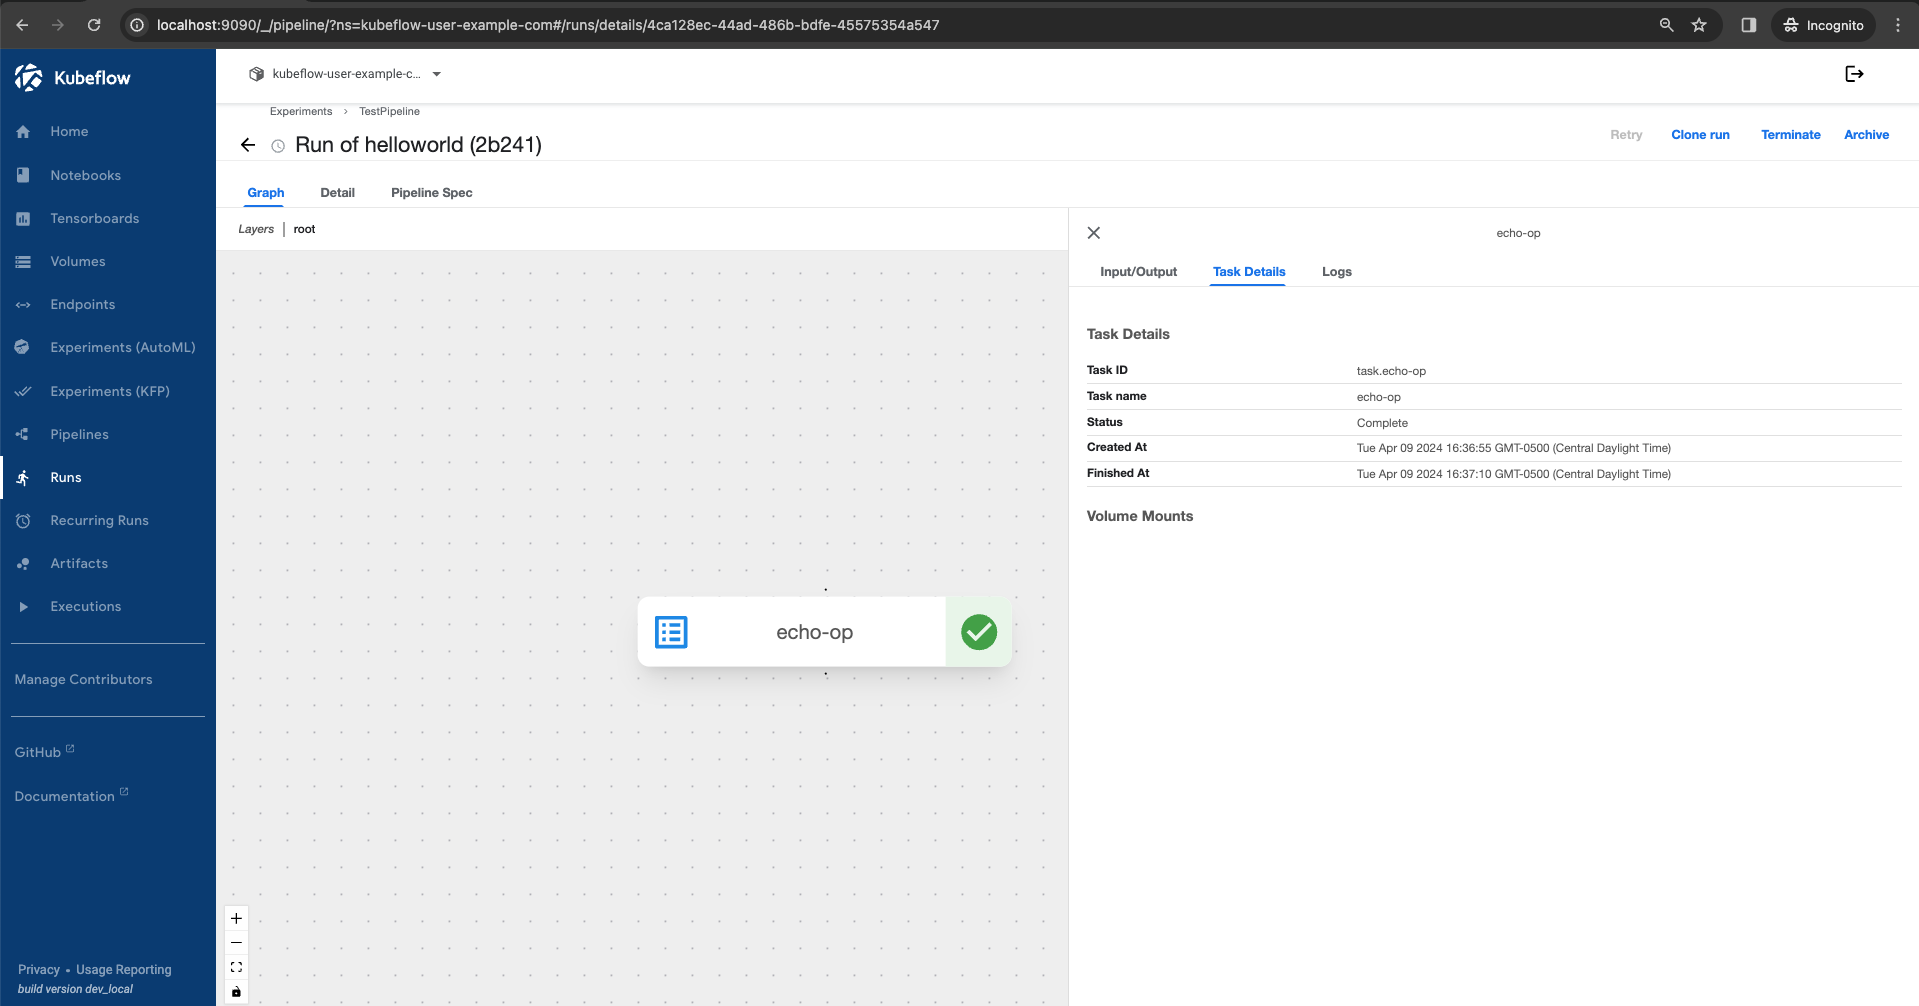 localhost:9090/_/pipeline/?ns=kubeflow-user-example-com#/runs/details/4ca128ec-44ad-486b-bdfe-45575354a547
Incognito
Kubeflow
Home
Notebooks
Tensorboards
Volumes
Endpoints
Experiments (AutoML)
Experiments (KFP)
Pipelines
Runs
Recurring Runs
Artifacts
Executions
Manage Contributors
GitHub
Documentation
Privacy • Usage Reporting
build version dev_local
kubeflow-user-example-c...
Experiments > TestPipeline
Run of helloworld (2b241)
Retry Clone run Terminate Archive
Graph Detail Pipeline Spec
Layers | root
echo-op
echo-op
Input/Output Task Details Logs
Task Details
Task ID task.echo-op
Task name echo-op
Status Complete
Created At Tue Apr 09 2024 16:36:55 GMT-0500 (Central Daylight Time)
Finished At Tue Apr 09 2024 16:37:10 GMT-0500 (Central Daylight Time)
Volume Mounts